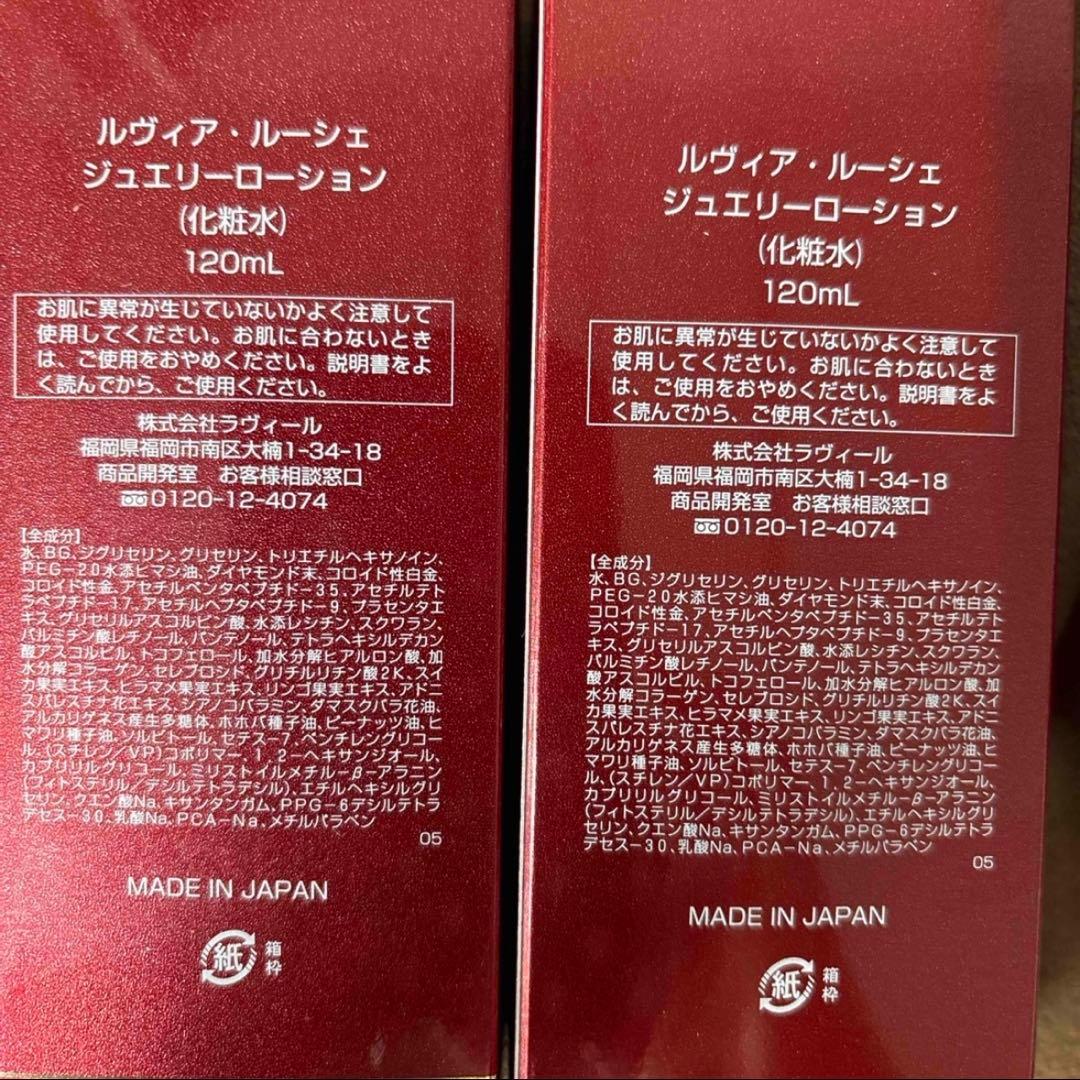 ルヴィア・ルーシェ
ジュエリーローション
(化粧水)
120mL
お肌に異常が生じていないかよく注意して
使用してください。お肌に合わないとき
は、ご使用をおやめください。説明書をよ
く読んでから、ご使用ください。
株式会社ラヴィール
福岡県福岡市南区大楠1-34-18
商品開発室 お客様相談窓口
0120-12-4074
【全成分】
水、BG、ジグリセリン、グリセリン、トリエチルヘキサノイン、
PEG-20水添ヒマシ油、ダイヤモンド末、コロイド性白金、
コロイド性金、アセチルペンタペプチド-35、アセチルテト
ラペプチド-17、アセチルヘプタペプチド-9、プラセンタエ
キス、グリセリルアスコルビン酸、水添レシチン、スクワラン、
パルミチン酸レチノール、パンテノール、テトラヘキシルデカン
酸アスコルビル、トコフェロール、加水分解ヒアルロン酸、加
水分解コラーゲン、セレブロシド、グリチルリチン酸2K、スイ
カ果実エキス、ヒラマメ果実エキス、リンゴ果実エキス、アドニ
スパレスチナ花エキス、シアノコバラミン、ダマスクバラ花油、
アルカリゲネス産生多糖体、ホホバ種子油、ピーナッツ油、ヒ
マワリ種子油、ソルビトール、セテス-7、ペンチレングリコー
ル、(スチレン/VP)コポリマー、1,2-ヘキサンジオール、
カプリリルグリコール、ミリストイルメチル-β-アラニン
(フィトステリル/デシルテトラデシル)、エチルヘキシルグリ
セリン、クエン酸Na、キサンタンガム、PPG-6デシルテトラ
デセス-30、乳酸Na、PCA-Na、メチルパラベン
05
MADE IN JAPAN
紙
箱
枠
ルヴィア・ルーシェ
ジュエリーローション
(化粧水)
120mL
お肌に異常が生じていないかよく注意して
使用してください。お肌に合わないとき
は、ご使用をおやめください。説明書をよ
く読んでから、ご使用ください。
株式会社ラヴィール
福岡県福岡市南区大楠1-34-18
商品開発室 お客様相談窓口
0120-12-4074
【全成分】
水、BG、ジグリセリン、グリセリン、トリエチルヘキサノイン、
PEG-20水添ヒマシ油、ダイヤモンド末、コロイド性白金、
コロイド性金、アセチルペンタペプチド-35、アセチルテト
ラペプチド-17、アセチルヘプタペプチド-9、プラセンタエ
キス、グリセリルアスコルビン酸、水添レシチン、スクワラン、
パルミチン酸レチノール、パンテノール、テトラヘキシルデカン
酸アスコルビル、トコフェロール、加水分解ヒアルロン酸、加
水分解コラーゲン、セレブロシド、グリチルリチン酸2K、スイ
カ果実エキス、ヒラマメ果実エキス、リンゴ果実エキス、アドニ
スパレスチナ花エキス、シアノコバラミン、ダマスクバラ花油、
アルカリゲネス産生多糖体、ホホバ種子油、ピーナッツ油、ヒ
マワリ種子油、ソルビトール、セテス-7、ペンチレングリコー
ル、(スチレン/VP)コポリマー、1,2-ヘキサンジオール、
カプリリルグリコール、ミリストイルメチル-β-アラニン
(フィトステリル/デシルテトラデシル)、エチルヘキシルグリ
セリン、クエン酸Na、キサンタンガム、PPG-6デシルテトラ
デセス-30、乳酸Na、PCA-Na、メチルパラベン
05
MADE IN JAPAN
紙
箱
枠